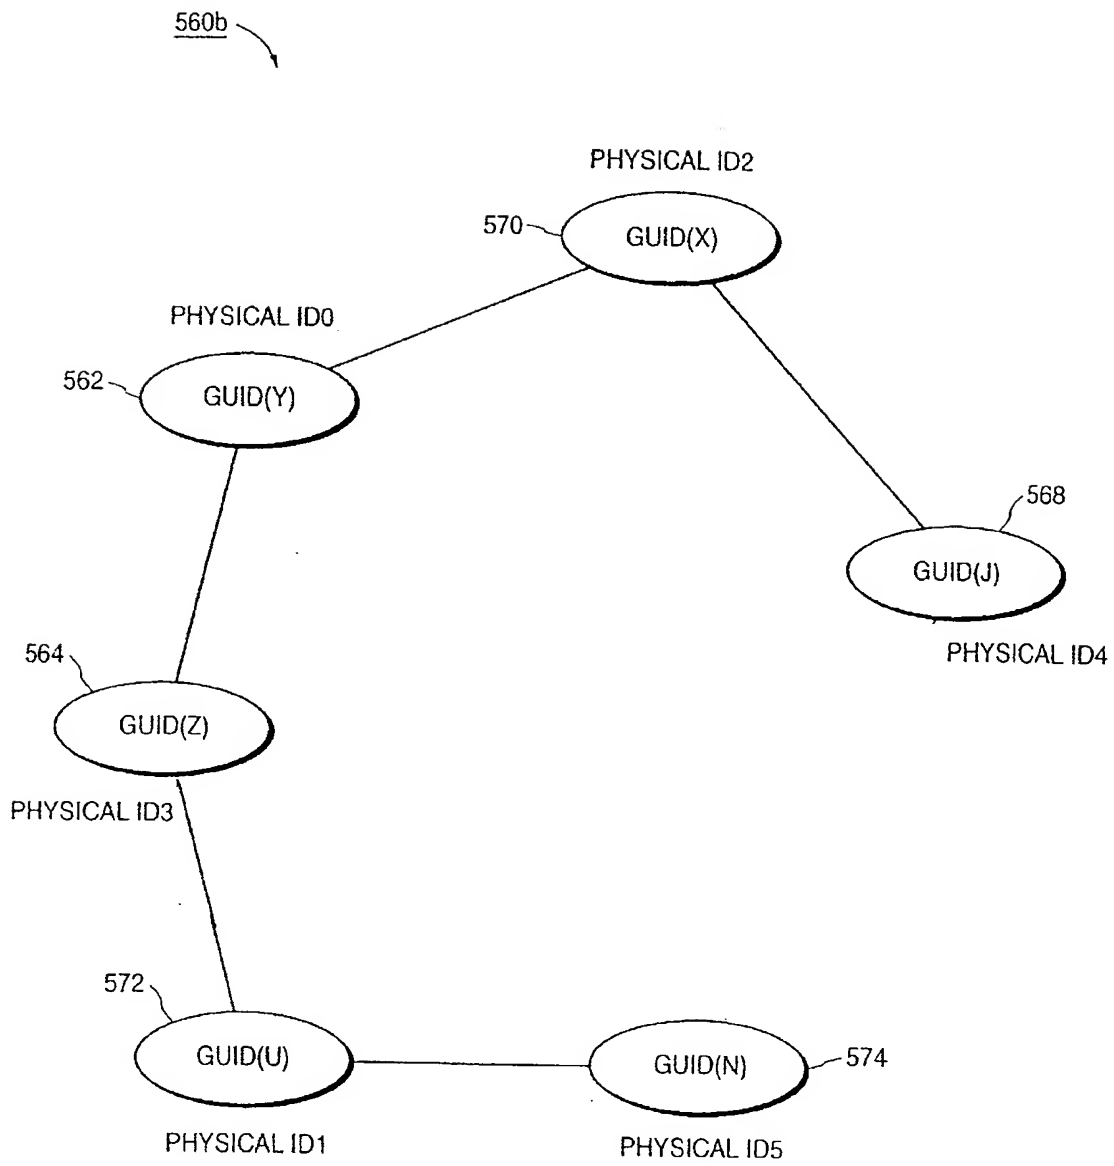 560b
PHYSICAL ID2
570
GUID(X)
PHYSICAL ID0
562
GUID(Y)
568
GUID(J)
PHYSICAL ID4
564
GUID(Z)
PHYSICAL ID3
572
GUID(U)
GUID(N)
574
PHYSICAL ID1
PHYSICAL ID5